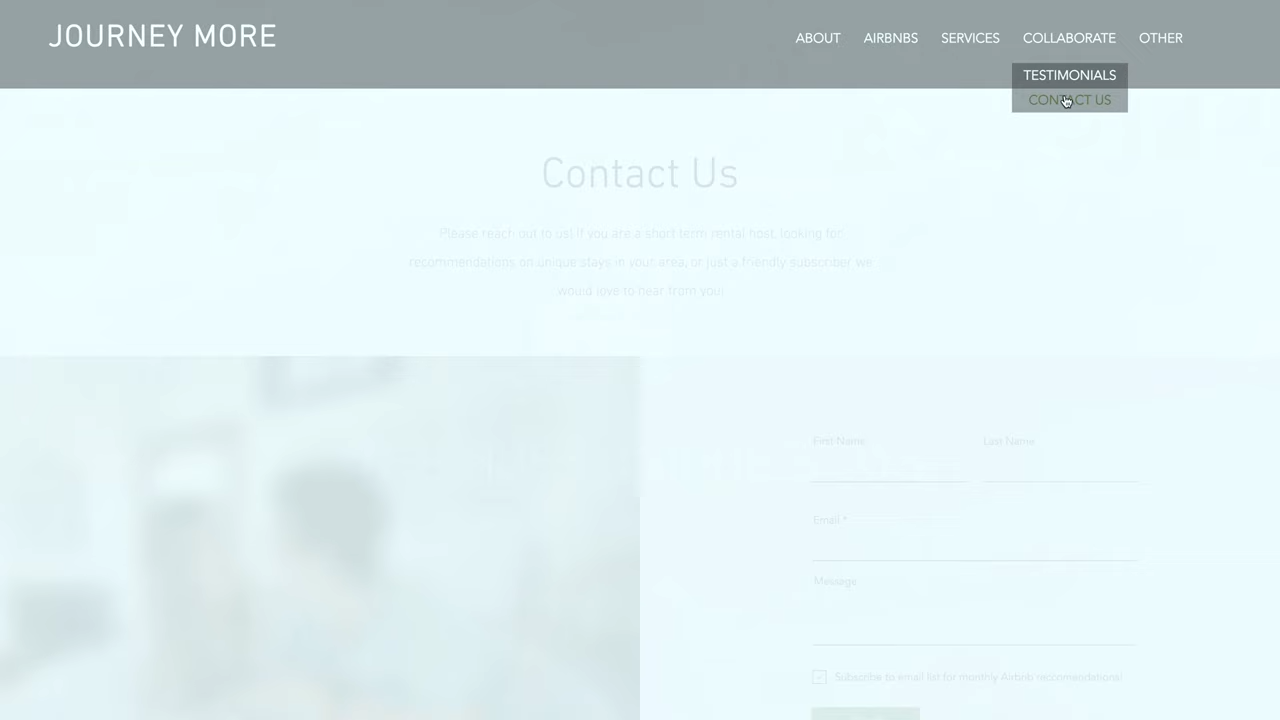 JOURNEY MORE
ABOUT AIRBNBS SERVICES COLLABORATE OTHER
TESTIMONIALS
CONTACT US
Contact Us
Please reach out to us! If you are a short term rental host, looking for
recommendations on unique stays in your area, or just a friendly subscriber we
would love to hear from you!
First Name Last Name
Email *
Message
Subscribe to email list for monthly Airbnb reccomendations!